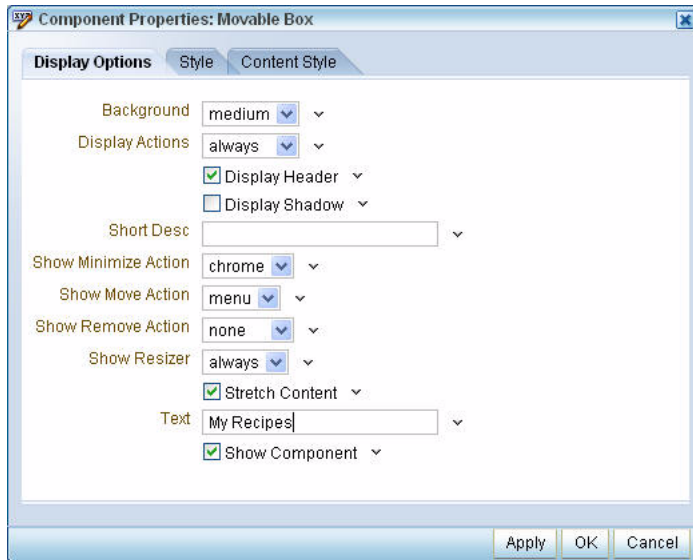 Component Properties: Movable Box
Display Options Style Content Style
Background medium
Display Actions always
Display Header
Display Shadow
Short Desc
Show Minimize Action chrome
Show Move Action menu
Show Remove Action none
Show Resizer always
Stretch Content
Text My Recipes
Show Component
Apply OK Cancel